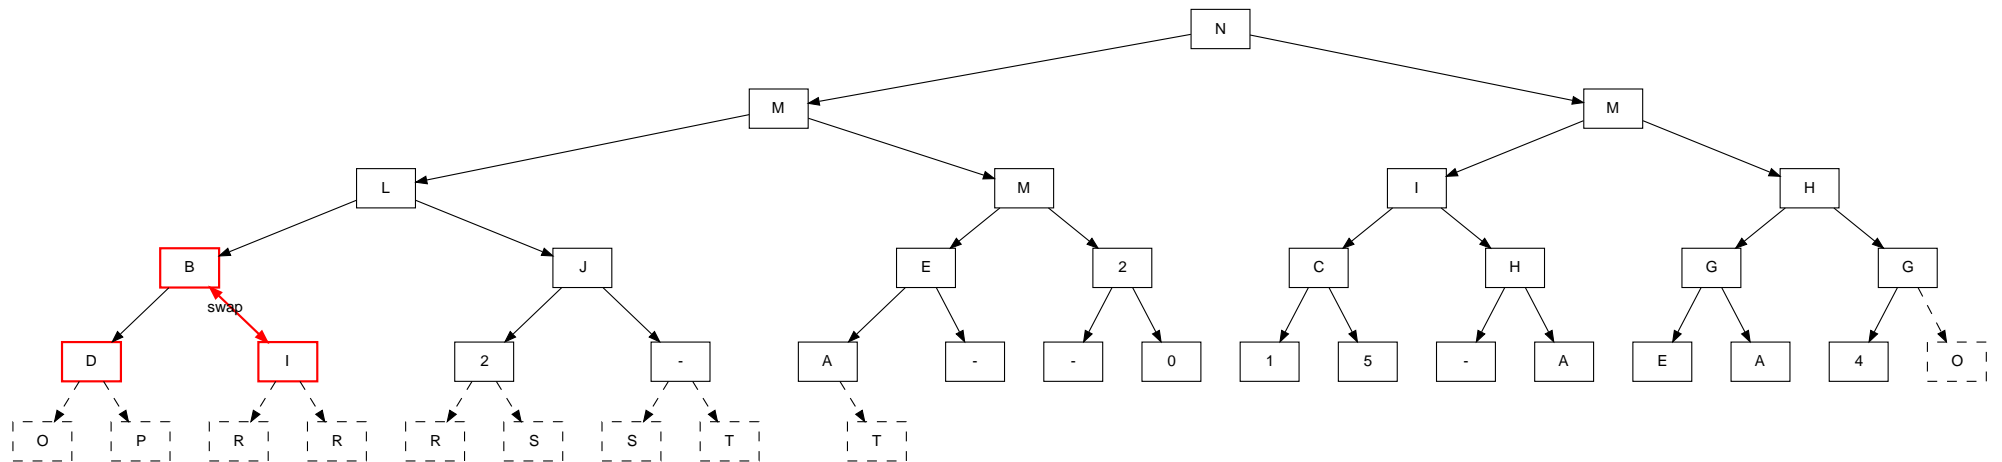 N
M M
L M I H
B J E 2 C H G G
swap
D I 2 - A - - 0 1 5 - A E A 4 O
O P R R R S S T T